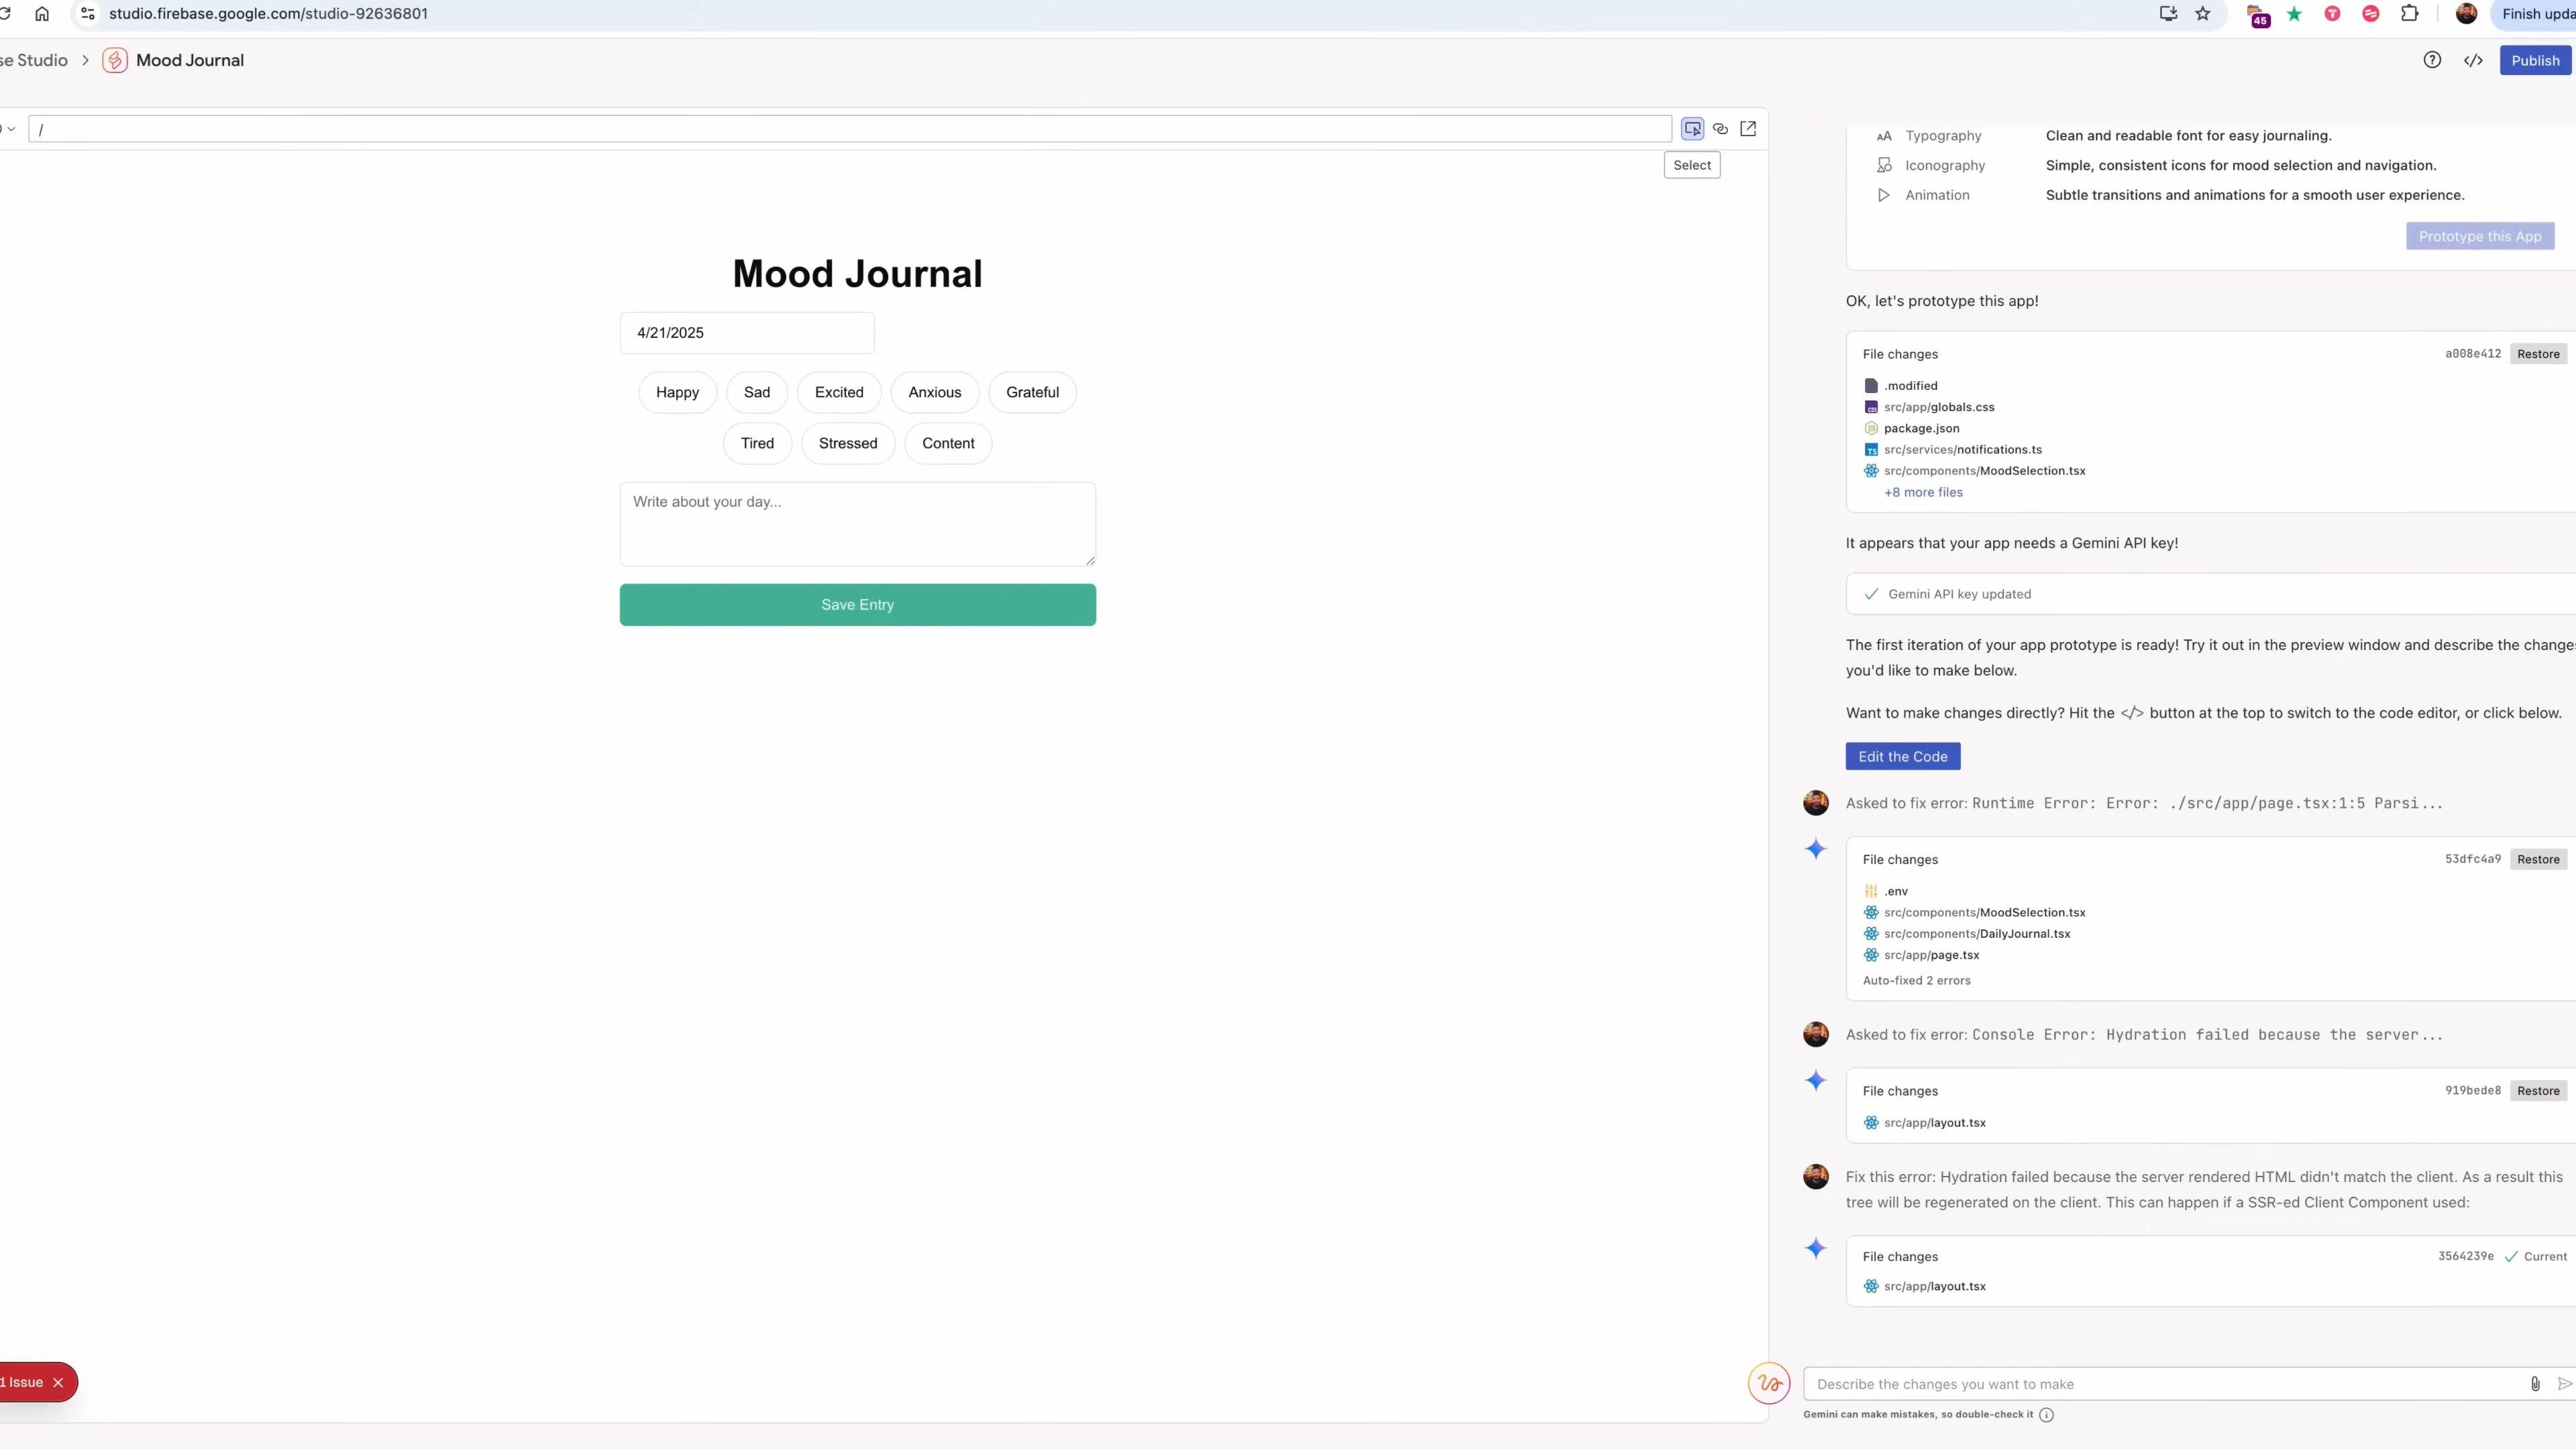 studio.firebase.google.com/studio-92636801
45
Finish upda
se Studio > Mood Journal
</>
Publish
/
Select
Mood Journal
4/21/2025
Happy
Sad
Excited
Anxious
Grateful
Tired
Stressed
Content
Write about your day...
Save Entry
1 Issue
Typography
Clean and readable font for easy journaling.
Iconography
Simple, consistent icons for mood selection and navigation.
Animation
Subtle transitions and animations for a smooth user experience.
Prototype this App
OK, let's prototype this app!
File changes
a008e412
Restore
.modified
src/app/globals.css
package.json
src/services/notifications.ts
src/components/MoodSelection.tsx
+8 more files
It appears that your app needs a Gemini API key!
Gemini API key updated
The first iteration of your app prototype is ready! Try it out in the preview window and describe the changes
you'd like to make below.
Want to make changes directly? Hit the </> button at the top to switch to the code editor, or click below.
Edit the Code
Asked to fix error: Runtime Error: Error: ./src/app/page.tsx:1:5 Parsi...
File changes
53dfc4a9
Restore
.env
src/components/MoodSelection.tsx
src/components/DailyJournal.tsx
src/app/page.tsx
Auto-fixed 2 errors
Asked to fix error: Console Error: Hydration failed because the server...
File changes
919bede8
Restore
src/app/layout.tsx
Fix this error: Hydration failed because the server rendered HTML didn't match the client. As a result this
tree will be regenerated on the client. This can happen if a SSR-ed Client Component used:
File changes
3564239e
Current
src/app/layout.tsx
Describe the changes you want to make
Gemini can make mistakes, so double-check it